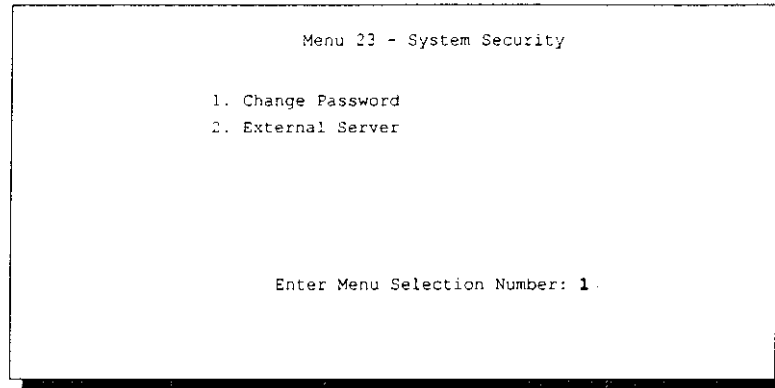 Menu 23 - System Security
1. Change Password
2. External Server
Enter Menu Selection Number: 1